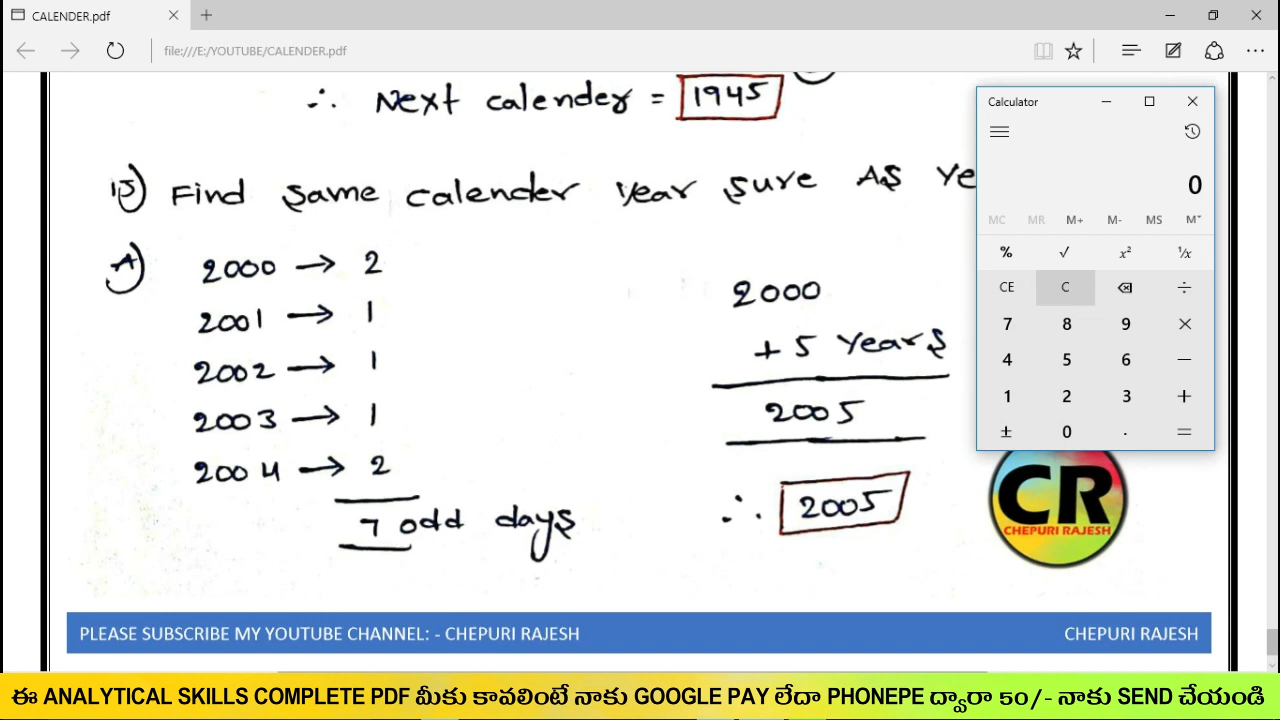 CALENDER.pdf
file:///E:/YOUTUBE/CALENDER.pdf
∴ Next calender = 1945
15) Find same calender year sure AS Ye
A) 2000 → 2
2001 → 1
2002 → 1
2003 → 1
2004 → 2
7 odd days
2000
+ 5 years
2005
∴ 2005
Calculator
0
MC MR M+ M- MS M˅
% √ x² ¹/x
CE C ⌫ ÷
7 8 9 ×
4 5 6 −
1 2 3 +
± 0 . =
CR
CHEPURI RAJESH
PLEASE SUBSCRIBE MY YOUTUBE CHANNEL: - CHEPURI RAJESH
CHEPURI RAJESH
ఈ ANALYTICAL SKILLS COMPLETE PDF మీకు కావలింటే నాకు GOOGLE PAY లేదా PHONEPE ద్వారా 50/- నాకు SEND చేయండి